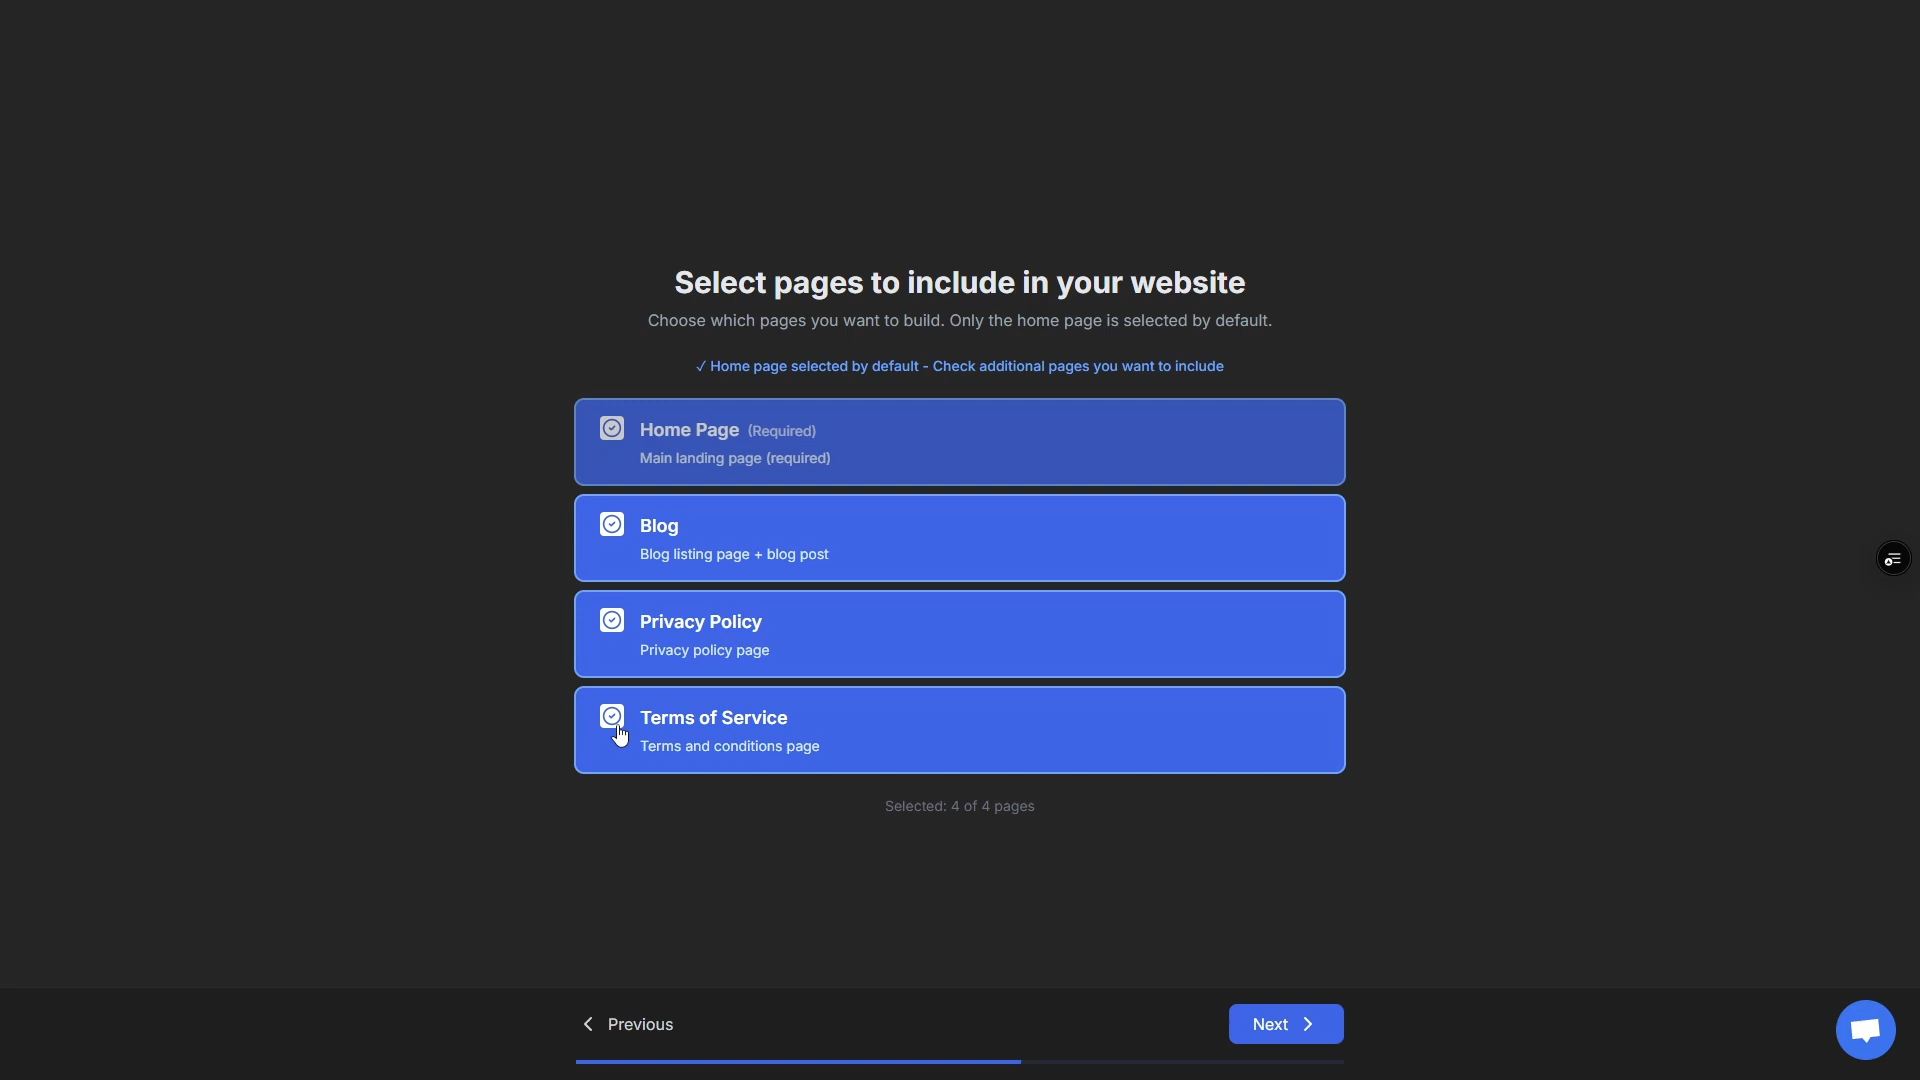 Select pages to include in your website
Choose which pages you want to build. Only the home page is selected by default.
✓ Home page selected by default - Check additional pages you want to include
Home Page (Required)
Main landing page (required)
Blog
Blog listing page + blog post
Privacy Policy
Privacy policy page
Terms of Service
Terms and conditions page
Selected: 4 of 4 pages
Previous
Next